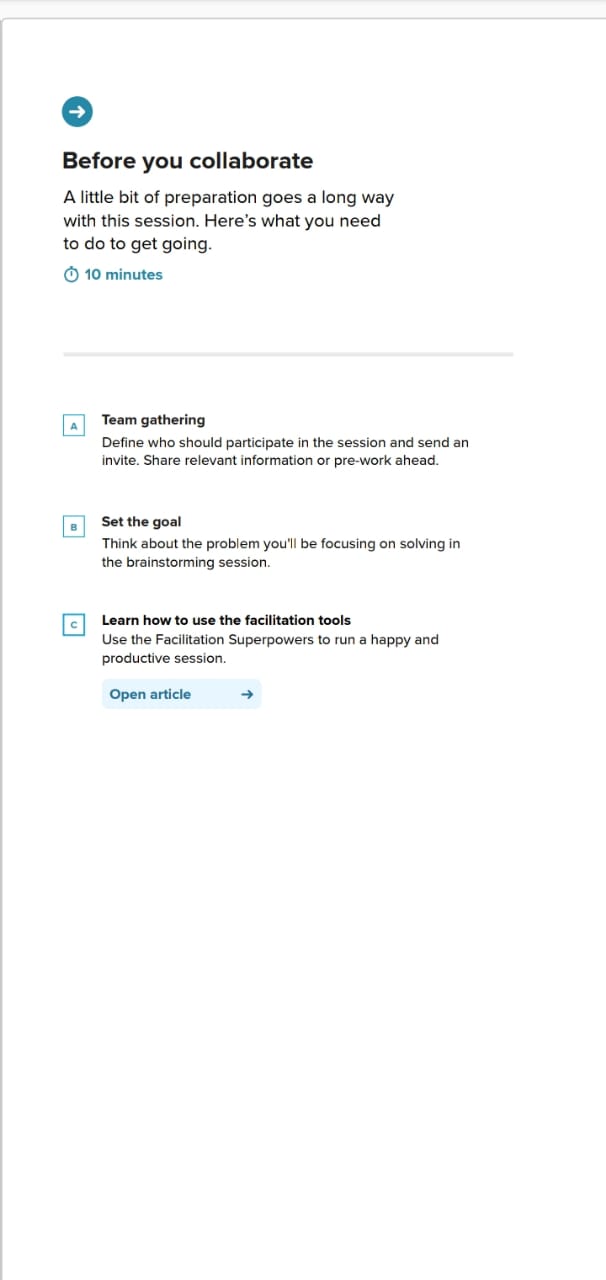 Before you collaborate
A little bit of preparation goes a long way
with this session. Here’s what you need
to do to get going.
10 minutes
A
Team gathering
Define who should participate in the session and send an
invite. Share relevant information or pre-work ahead.
B
Set the goal
Think about the problem you'll be focusing on solving in
the brainstorming session.
C
Learn how to use the facilitation tools
Use the Facilitation Superpowers to run a happy and
productive session.
Open article